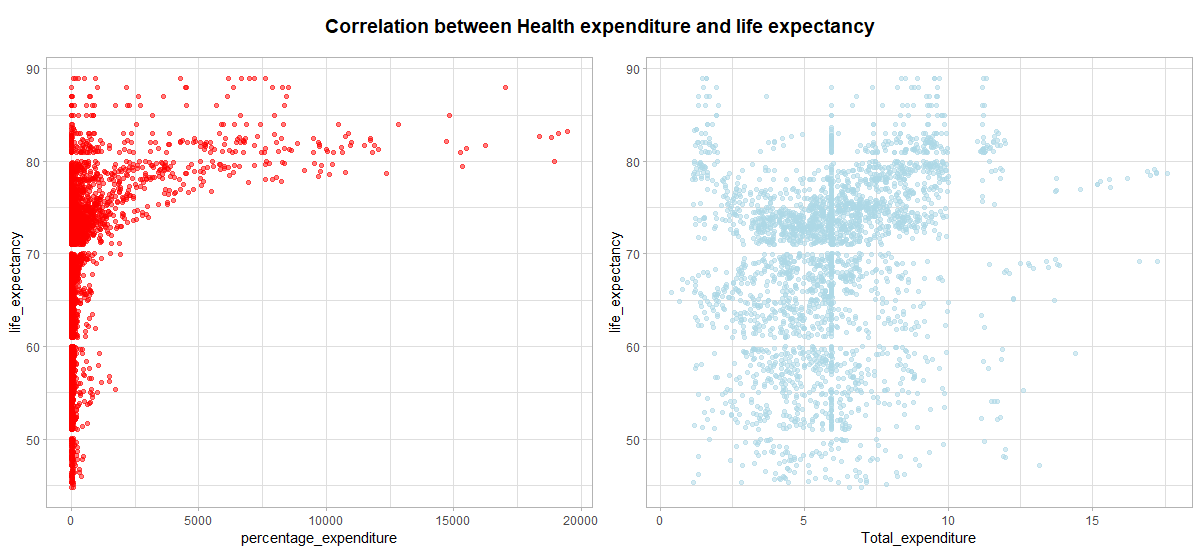 Correlation between Health expenditure and life expectancy
life_expectancy
90
80
70
60
50
0 5000 10000 15000 20000
percentage_expenditure
life_expectancy
90
80
70
60
50
0 5 10 15
Total_expenditure